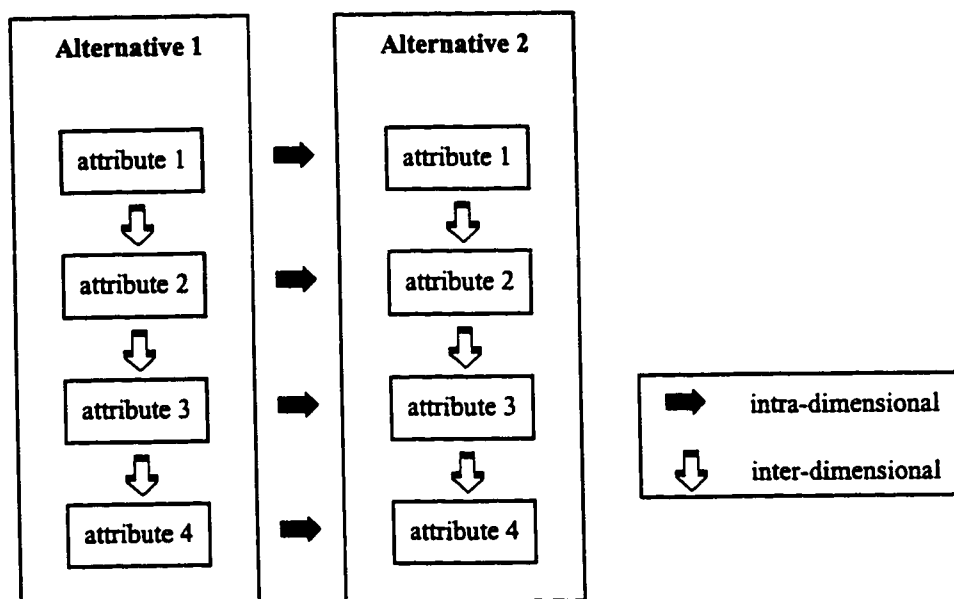 Alternative 1
attribute 1
attribute 2
attribute 3
attribute 4
Alternative 2
attribute 1
attribute 2
attribute 3
attribute 4
intra-dimensional
inter-dimensional